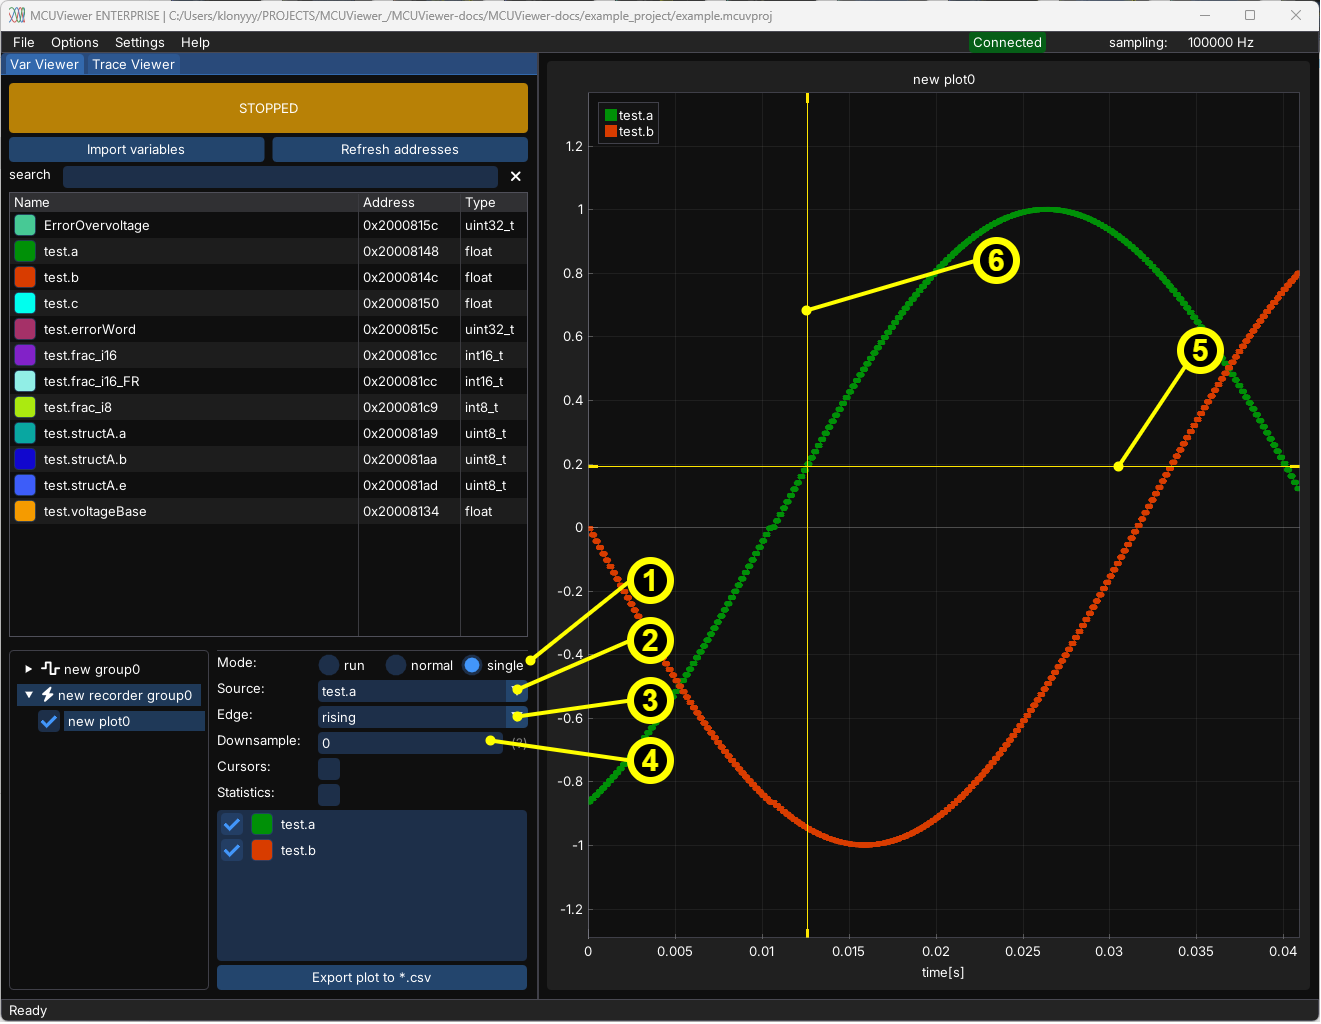 MCUViewer ENTERPRISE | C:/Users/klonyyy/PROJECTS/MCUViewer_/MCUViewer-docs/MCUViewer-docs/example_project/example.mcuvproj
File Options Settings Help Connected sampling: 100000 Hz
Var Viewer Trace Viewer
STOPPED
Import variables Refresh addresses
search
Name Address Type
ErrorOvervoltage 0x2000815c uint32_t
test.a 0x20008148 float
test.b 0x2000814c float
test.c 0x20008150 float
test.errorWord 0x2000815c uint32_t
test.frac_i16 0x200081cc int16_t
test.frac_i16_FR 0x200081cc int16_t
test.frac_i8 0x200081c9 int8_t
test.structA.a 0x200081a9 uint8_t
test.structA.b 0x200081aa uint8_t
test.structA.e 0x200081ad uint8_t
test.voltageBase 0x20008134 float
new group0
new recorder group0
new plot0
Mode: run normal single
Source: test.a
Edge: rising
Downsample: 0 (?)
Cursors:
Statistics:
test.a
test.b
Export plot to *.csv
new plot0
test.a
test.b
1.2
1
0.8
0.6
0.4
0.2
0
-0.2
-0.4
-0.6
-0.8
-1
-1.2
0 0.005 0.01 0.015 0.02 0.025 0.03 0.035 0.04
time[s]
1
2
3
4
5
6
Ready